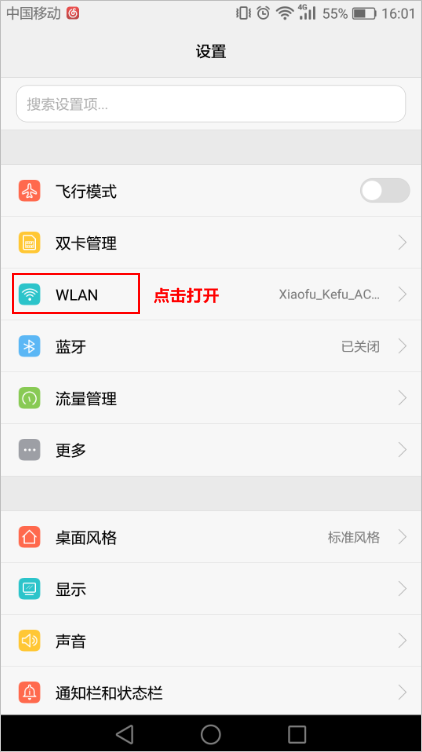 中国移动 4G 55% 16:01
设置
搜索设置项...
飞行模式
双卡管理
WLAN 点击打开 Xiaofu_Kefu_AC...
蓝牙 已关闭
流量管理
更多
桌面风格 标准风格
显示
声音
通知栏和状态栏